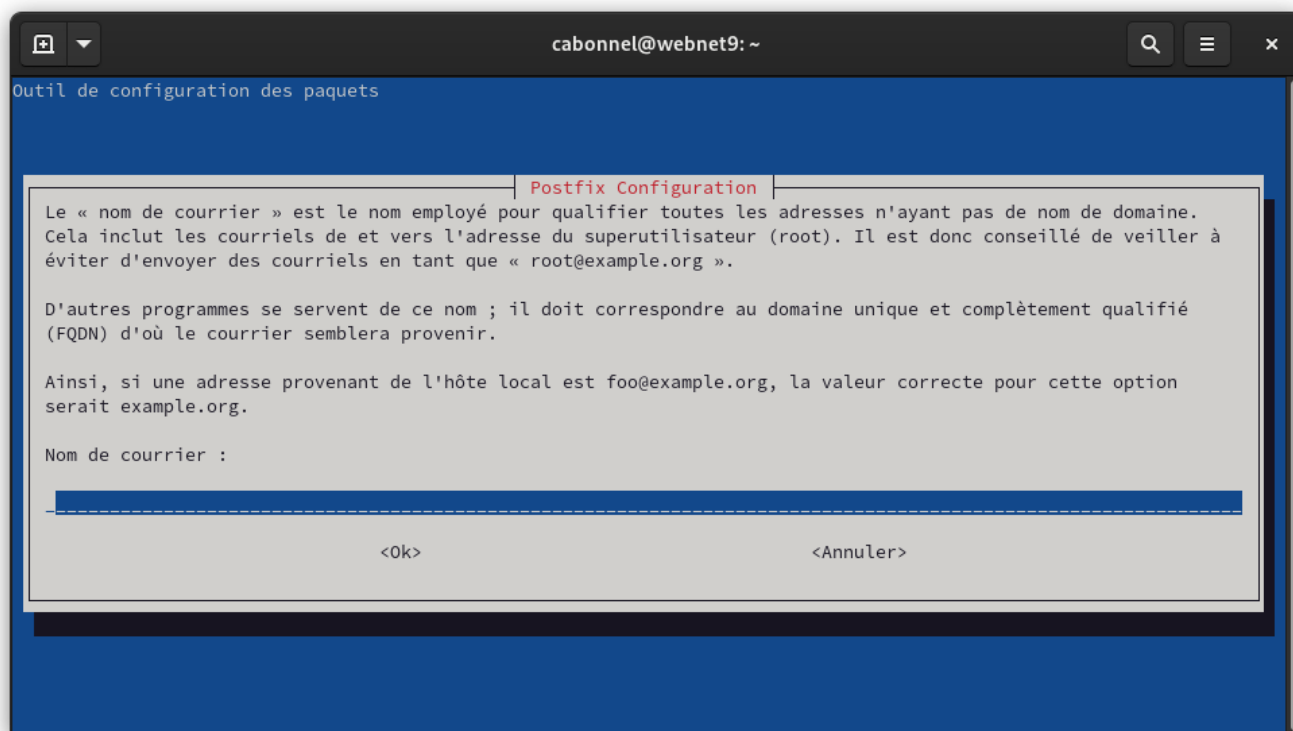 cabonnel@webnet9: ~
Outil de configuration des paquets
Postfix Configuration
Le « nom de courrier » est le nom employé pour qualifier toutes les adresses n'ayant pas de nom de domaine.
Cela inclut les courriels de et vers l'adresse du superutilisateur (root). Il est donc conseillé de veiller à
éviter d'envoyer des courriels en tant que « root@example.org ».
D'autres programmes se servent de ce nom ; il doit correspondre au domaine unique et complètement qualifié
(FQDN) d'où le courrier semblera provenir.
Ainsi, si une adresse provenant de l'hôte local est foo@example.org, la valeur correcte pour cette option
serait example.org.
Nom de courrier :
<Ok> <Annuler>